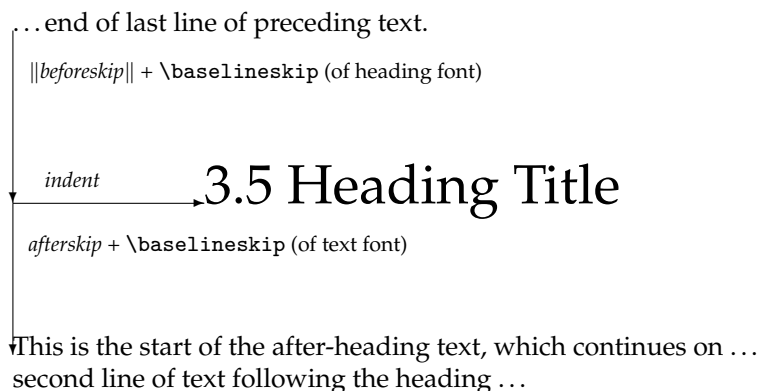 ... end of last line of preceding text.
||beforeskip|| + \baselineskip (of heading font)
indent
3.5 Heading Title
afterskip + \baselineskip (of text font)
This is the start of the after-heading text, which continues on ...
second line of text following the heading ...